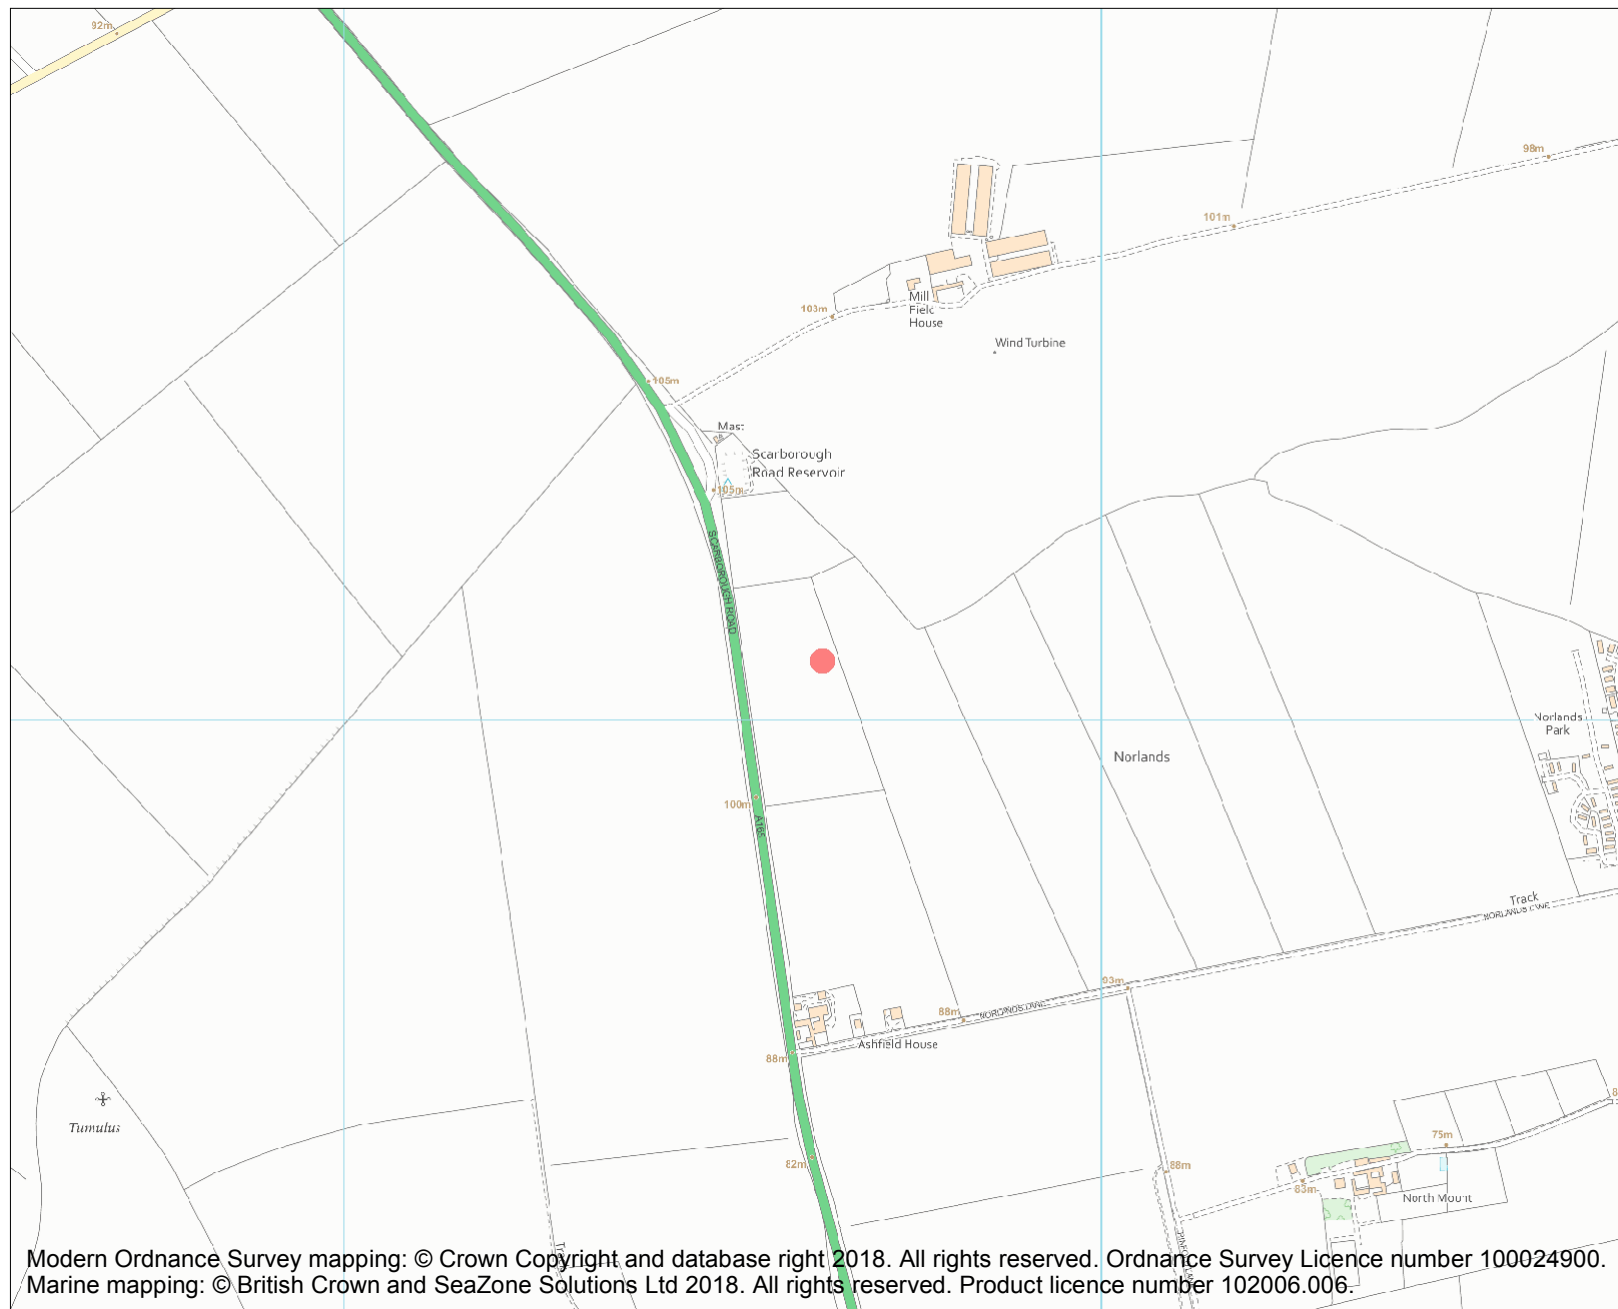 92m
98m
101m
Mill
Field
House
103m
Wind Turbine
105m
Mast
Scarborough
Road Reservoir
105m
SCARBOROUGH ROAD
Norlands
Park
Norlands
100m
A165
Track
NORLANDS LANE
93m
88m
NORLANDS LANE
Ashfield House
88m
Tumulus
75m
82m
88m
83m
North Mount
Modern Ordnance Survey mapping: © Crown Copyright and database right 2018. All rights reserved. Ordnance Survey Licence number 100024900.
Marine mapping: © British Crown and SeaZone Solutions Ltd 2018. All rights reserved. Product licence number 102006.006.